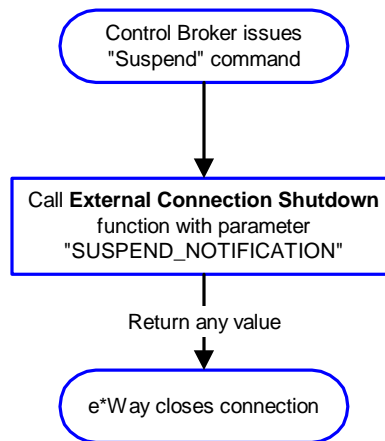 Control Broker issues
"Suspend" command
Call External Connection Shutdown
function with parameter
"SUSPEND_NOTIFICATION"
Return any value
e*Way closes connection